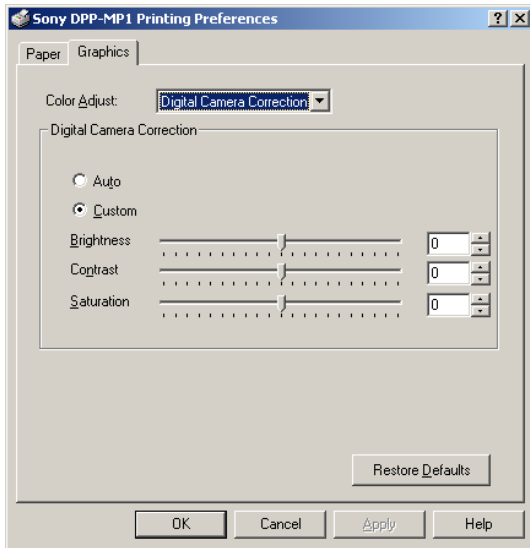 Sony DPP-MP1 Printing Preferences
Paper Graphics
Color Adjust: Digital Camera Correction
Digital Camera Correction
Auto
Custom
Brightness 0
Contrast 0
Saturation 0
Restore Defaults
OK Cancel Apply Help